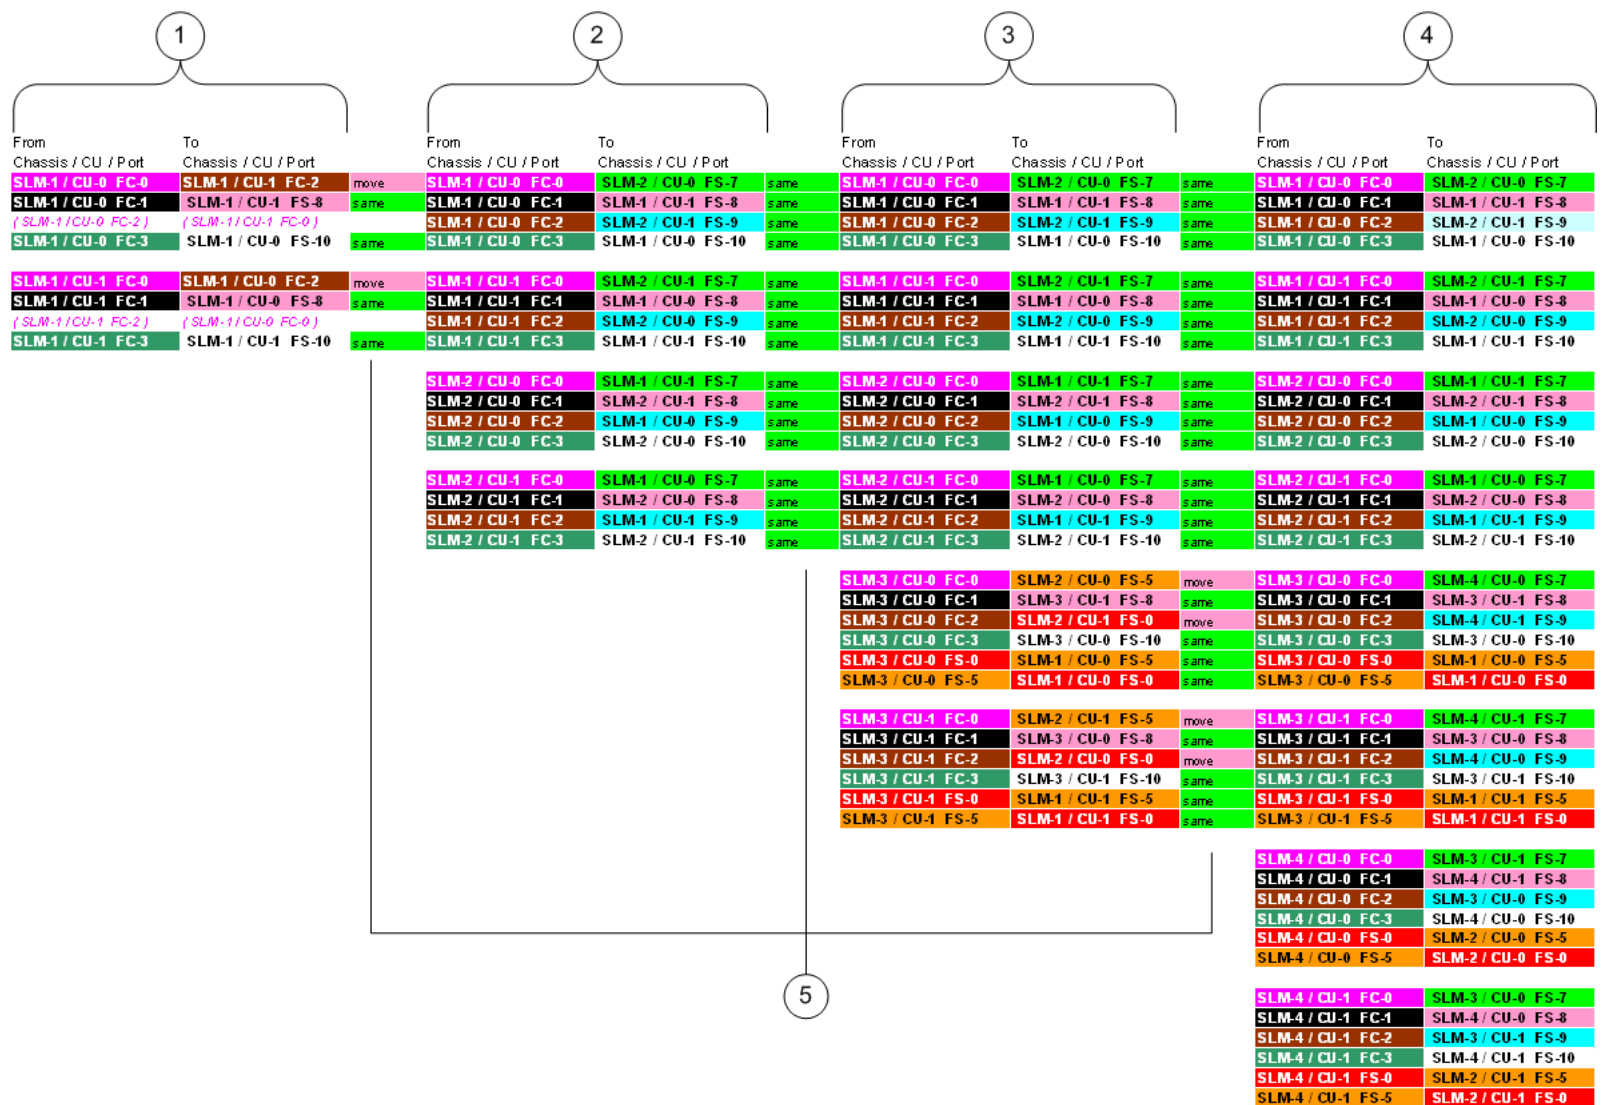 1 2 3 4
From To From To From To From To
Chassis / CU / Port Chassis / CU / Port Chassis / CU / Port Chassis / CU / Port Chassis / CU / Port Chassis / CU / Port Chassis / CU / Port Chassis / CU / Port
SLM-1 / CU-0 FC-0 SLM-1 / CU-1 FC-2 move SLM-1 / CU-0 FC-0 SLM-2 / CU-0 FS-7 same SLM-1 / CU-0 FC-0 SLM-2 / CU-0 FS-7 same SLM-1 / CU-0 FC-0 SLM-2 / CU-0 FS-7
SLM-1 / CU-0 FC-1 SLM-1 / CU-1 FS-8 same SLM-1 / CU-0 FC-1 SLM-1 / CU-1 FS-8 same SLM-1 / CU-0 FC-1 SLM-1 / CU-1 FS-8 same SLM-1 / CU-0 FC-1 SLM-1 / CU-1 FS-8
( SLM-1 / CU-0 FC-2 ) ( SLM-1 / CU-1 FC-0 ) SLM-1 / CU-0 FC-2 SLM-2 / CU-1 FS-9 same SLM-1 / CU-0 FC-2 SLM-2 / CU-1 FS-9 same SLM-1 / CU-0 FC-2 SLM-2 / CU-1 FS-9
SLM-1 / CU-0 FC-3 SLM-1 / CU-0 FS-10 same SLM-1 / CU-0 FC-3 SLM-1 / CU-0 FS-10 same SLM-1 / CU-0 FC-3 SLM-1 / CU-0 FS-10 same SLM-1 / CU-0 FC-3 SLM-1 / CU-0 FS-10
SLM-1 / CU-1 FC-0 SLM-1 / CU-0 FC-2 move SLM-1 / CU-1 FC-0 SLM-2 / CU-1 FS-7 same SLM-1 / CU-1 FC-0 SLM-2 / CU-1 FS-7 same SLM-1 / CU-1 FC-0 SLM-2 / CU-1 FS-7
SLM-1 / CU-1 FC-1 SLM-1 / CU-0 FS-8 same SLM-1 / CU-1 FC-1 SLM-1 / CU-0 FS-8 same SLM-1 / CU-1 FC-1 SLM-1 / CU-0 FS-8 same SLM-1 / CU-1 FC-1 SLM-1 / CU-0 FS-8
( SLM-1 / CU-1 FC-2 ) ( SLM-1 / CU-0 FC-0 ) SLM-1 / CU-1 FC-2 SLM-2 / CU-0 FS-9 same SLM-1 / CU-1 FC-2 SLM-2 / CU-0 FS-9 same SLM-1 / CU-1 FC-2 SLM-2 / CU-0 FS-9
SLM-1 / CU-1 FC-3 SLM-1 / CU-1 FS-10 same SLM-1 / CU-1 FC-3 SLM-1 / CU-1 FS-10 same SLM-1 / CU-1 FC-3 SLM-1 / CU-1 FS-10 same SLM-1 / CU-1 FC-3 SLM-1 / CU-1 FS-10
SLM-2 / CU-0 FC-0 SLM-1 / CU-1 FS-7 same SLM-2 / CU-0 FC-0 SLM-1 / CU-1 FS-7 same SLM-2 / CU-0 FC-0 SLM-1 / CU-1 FS-7
SLM-2 / CU-0 FC-1 SLM-2 / CU-1 FS-8 same SLM-2 / CU-0 FC-1 SLM-2 / CU-1 FS-8 same SLM-2 / CU-0 FC-1 SLM-2 / CU-1 FS-8
SLM-2 / CU-0 FC-2 SLM-1 / CU-0 FS-9 same SLM-2 / CU-0 FC-2 SLM-1 / CU-0 FS-9 same SLM-2 / CU-0 FC-2 SLM-1 / CU-0 FS-9
SLM-2 / CU-0 FC-3 SLM-2 / CU-0 FS-10 same SLM-2 / CU-0 FC-3 SLM-2 / CU-0 FS-10 same SLM-2 / CU-0 FC-3 SLM-2 / CU-0 FS-10
SLM-2 / CU-1 FC-0 SLM-1 / CU-0 FS-7 same SLM-2 / CU-1 FC-0 SLM-1 / CU-0 FS-7 same SLM-2 / CU-1 FC-0 SLM-1 / CU-0 FS-7
SLM-2 / CU-1 FC-1 SLM-2 / CU-0 FS-8 same SLM-2 / CU-1 FC-1 SLM-2 / CU-0 FS-8 same SLM-2 / CU-1 FC-1 SLM-2 / CU-0 FS-8
SLM-2 / CU-1 FC-2 SLM-1 / CU-1 FS-9 same SLM-2 / CU-1 FC-2 SLM-1 / CU-1 FS-9 same SLM-2 / CU-1 FC-2 SLM-1 / CU-1 FS-9
SLM-2 / CU-1 FC-3 SLM-2 / CU-1 FS-10 same SLM-2 / CU-1 FC-3 SLM-2 / CU-1 FS-10 same SLM-2 / CU-1 FC-3 SLM-2 / CU-1 FS-10
SLM-3 / CU-0 FC-0 SLM-2 / CU-0 FS-5 move SLM-3 / CU-0 FC-0 SLM-4 / CU-0 FS-7
SLM-3 / CU-0 FC-1 SLM-3 / CU-1 FS-8 same SLM-3 / CU-0 FC-1 SLM-3 / CU-1 FS-8
SLM-3 / CU-0 FC-2 SLM-2 / CU-1 FS-0 move SLM-3 / CU-0 FC-2 SLM-4 / CU-1 FS-9
SLM-3 / CU-0 FC-3 SLM-3 / CU-0 FS-10 same SLM-3 / CU-0 FC-3 SLM-3 / CU-0 FS-10
SLM-3 / CU-0 FS-0 SLM-1 / CU-0 FS-5 same SLM-3 / CU-0 FS-0 SLM-1 / CU-0 FS-5
SLM-3 / CU-0 FS-5 SLM-1 / CU-0 FS-0 same SLM-3 / CU-0 FS-5 SLM-1 / CU-0 FS-0
SLM-3 / CU-1 FC-0 SLM-2 / CU-1 FS-5 move SLM-3 / CU-1 FC-0 SLM-4 / CU-1 FS-7
SLM-3 / CU-1 FC-1 SLM-3 / CU-0 FS-8 same SLM-3 / CU-1 FC-1 SLM-3 / CU-0 FS-8
SLM-3 / CU-1 FC-2 SLM-2 / CU-0 FS-0 move SLM-3 / CU-1 FC-2 SLM-4 / CU-0 FS-9
SLM-3 / CU-1 FC-3 SLM-3 / CU-1 FS-10 same SLM-3 / CU-1 FC-3 SLM-3 / CU-1 FS-10
SLM-3 / CU-1 FS-0 SLM-1 / CU-1 FS-5 same SLM-3 / CU-1 FS-0 SLM-1 / CU-1 FS-5
SLM-3 / CU-1 FS-5 SLM-1 / CU-1 FS-0 same SLM-3 / CU-1 FS-5 SLM-1 / CU-1 FS-0
SLM-4 / CU-0 FC-0 SLM-3 / CU-1 FS-7
SLM-4 / CU-0 FC-1 SLM-4 / CU-1 FS-8
SLM-4 / CU-0 FC-2 SLM-3 / CU-0 FS-9
SLM-4 / CU-0 FC-3 SLM-4 / CU-0 FS-10
SLM-4 / CU-0 FS-0 SLM-2 / CU-0 FS-5
SLM-4 / CU-0 FS-5 SLM-2 / CU-0 FS-0
5
SLM-4 / CU-1 FC-0 SLM-3 / CU-0 FS-7
SLM-4 / CU-1 FC-1 SLM-4 / CU-0 FS-8
SLM-4 / CU-1 FC-2 SLM-3 / CU-1 FS-9
SLM-4 / CU-1 FC-3 SLM-4 / CU-1 FS-10
SLM-4 / CU-1 FS-0 SLM-2 / CU-1 FS-5
SLM-4 / CU-1 FS-5 SLM-2 / CU-1 FS-0